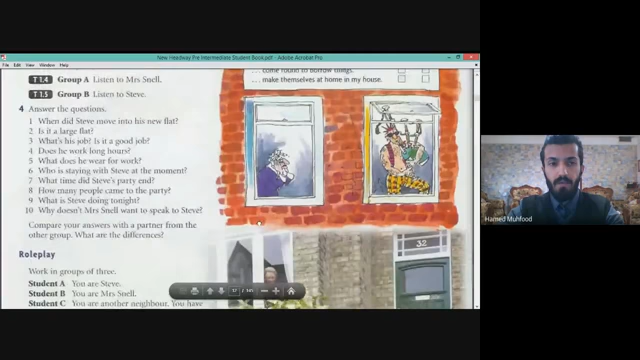 New Headway Pre Intermediate Student Book.pdf - Adobe Acrobat Pro
File Edit View Window Help
T 1.4 Group A Listen to Mrs Snell.
T 1.5 Group B Listen to Steve.
... come round to borrow things.
... make themselves at home in my house.
4 Answer the questions.
1 When did Steve move into his new flat?
2 Is it a large flat?
3 What's his job? Is it a good job?
4 Does he work long hours?
5 What does he wear for work?
6 Who is staying with Steve at the moment?
7 What time did Steve's party end?
8 How many people came to the party?
9 What is Steve doing tonight?
10 Why doesn't Mrs Snell want to speak to Steve?
Compare your answers with a partner from the
other group. What are the differences?
Roleplay
Work in groups of three.
Student A You are Steve.
Student B You are Mrs Snell.
Student C You are another neighbour. You have
32
Hamed Muhfood